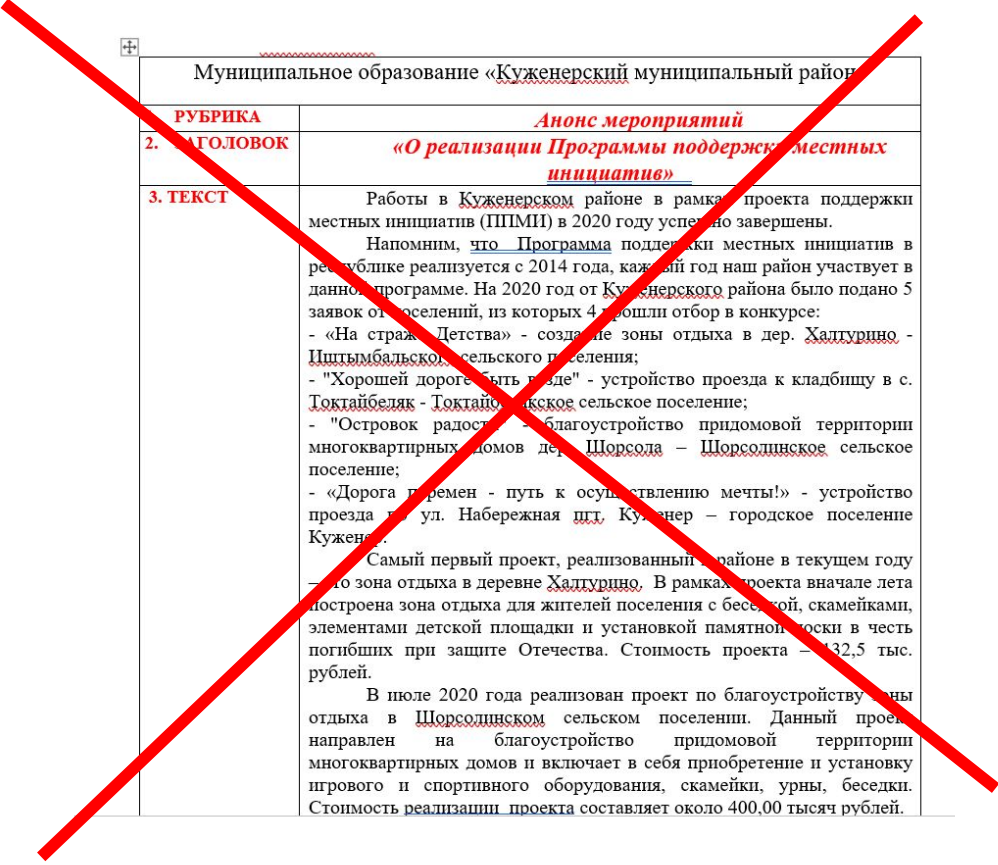 Муниципальное образование «Куженерский муниципальный район
РУБРИКА
Анонс мероприятий
2. ЗАГОЛОВОК
«О реализации Программы поддержки местных
инициатив»
3. ТЕКСТ
Работы в Куженерском районе в рамках проекта поддержки
местных инициатив (ППМИ) в 2020 году успешно завершены.
Напомним, что Программа поддержки местных инициатив в
республике реализуется с 2014 года, каждый год наш район участвует в
данной программе. На 2020 год от Куженерского района было подано 5
заявок от поселений, из которых 4 прошли отбор в конкурсе:
- «На страже Детства» - создание зоны отдыха в дер. Халтурино -
Иштымбальского сельского поселения;
- "Хорошей дороге быть везде" - устройство проезда к кладбищу в с.
Токтайбеляк - Токтайбелякское сельское поселение;
- "Островок радости" - благоустройство придомовой территории
многоквартирных домов дер. Шорсола – Шорсолинское сельское
поселение;
- «Дорога перемен - путь к осуществлению мечты!» - устройство
проезда по ул. Набережная пгт. Куженер – городское поселение
Куженер.
Самый первый проект, реализованный в районе в текущем году
– это зона отдыха в деревне Халтурино. В рамках проекта вначале лета
построена зона отдыха для жителей поселения с беседкой, скамейками,
элементами детской площадки и установкой памятной доски в честь
погибших при защите Отечества. Стоимость проекта – 132,5 тыс.
рублей.
В июле 2020 года реализован проект по благоустройству зоны
отдыха в Шорсолинском сельском поселении. Данный проект
направлен на благоустройство придомовой территории
многоквартирных домов и включает в себя приобретение и установку
игрового и спортивного оборудования, скамейки, урны, беседки.
Стоимость реализации проекта составляет около 400,00 тысяч рублей.